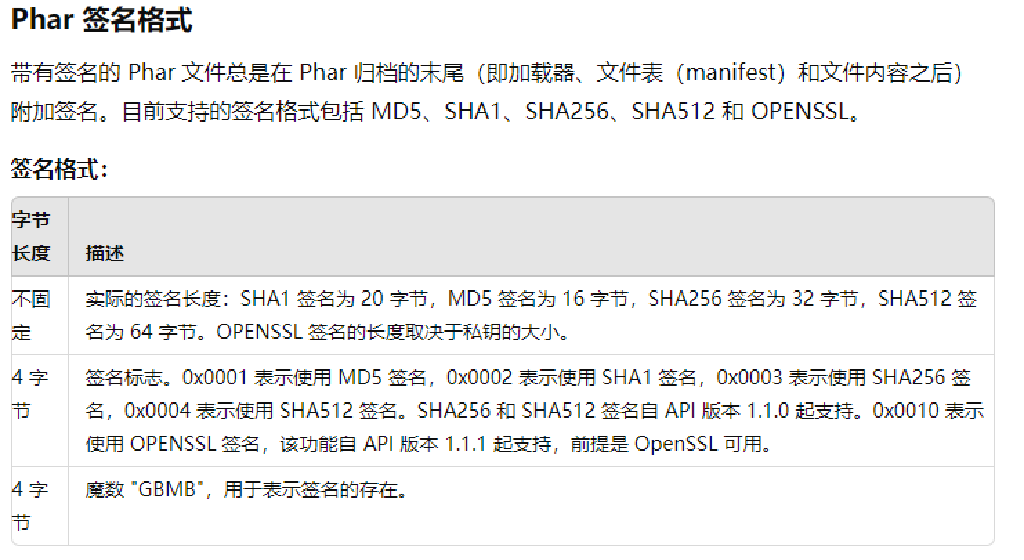 Phar 签名格式
带有签名的 Phar 文件总是在 Phar 归档的末尾（即加载器、文件表（manifest）和文件内容之后）
附加签名。目前支持的签名格式包括 MD5、SHA1、SHA256、SHA512 和 OPENSSL。
签名格式：
字节
长度
描述
不固
定
实际的签名长度：SHA1 签名为 20 字节，MD5 签名为 16 字节，SHA256 签名为 32 字节，SHA512 签
名为 64 字节。OPENSSL 签名的长度取决于私钥的大小。
4 字
节
签名标志。0x0001 表示使用 MD5 签名，0x0002 表示使用 SHA1 签名，0x0003 表示使用 SHA256 签
名，0x0004 表示使用 SHA512 签名。SHA256 和 SHA512 签名自 API 版本 1.1.0 起支持。0x0010 表示
使用 OPENSSL 签名，该功能自 API 版本 1.1.1 起支持，前提是 OpenSSL 可用。
4 字
节
魔数 "GBMB"，用于表示签名的存在。